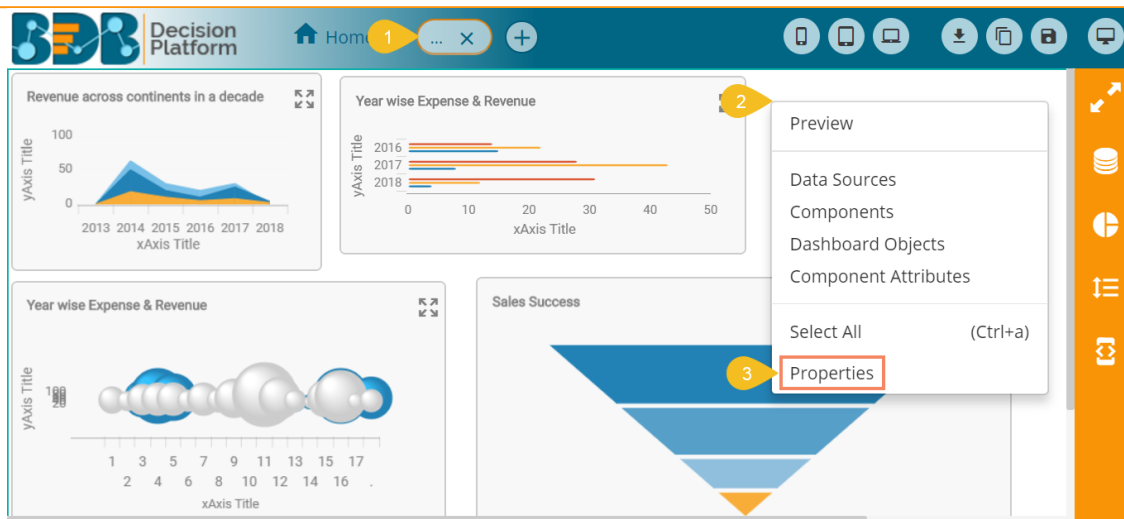 BDB Decision
Platform
Home
1
...
2
Revenue across continents in a decade
yAxis Title
100
50
0
2013 2014 2015 2016 2017 2018
xAxis Title
Year wise Expense & Revenue
yAxis Title
2016
2017
2018
0 10 20 30 40 50
xAxis Title
Preview
Data Sources
Components
Dashboard Objects
Component Attributes
Select All (Ctrl+a)
3
Properties
Year wise Expense & Revenue
yAxis Title
100
20
1 3 5 7 9 11 13 15 17
2 4 6 8 10 12 14 16 .
xAxis Title
Sales Success